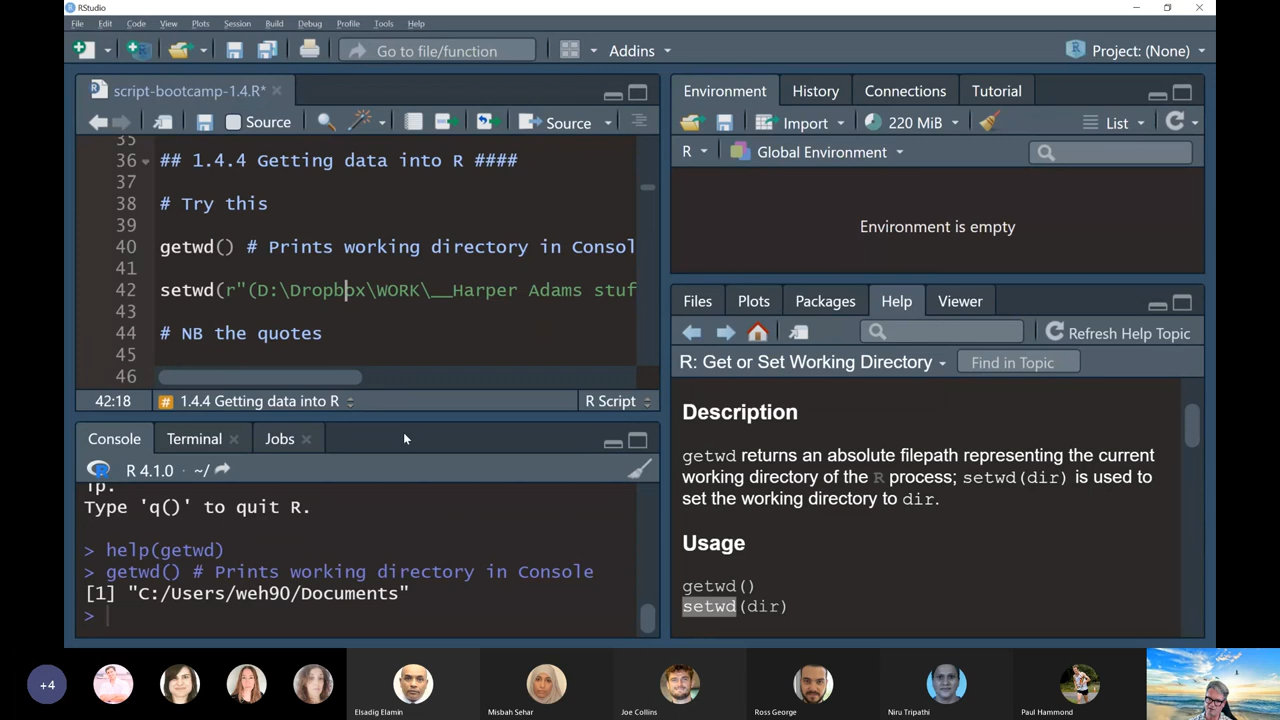 RStudio
File Edit Code View Plots Session Build Debug Profile Tools Help
Go to file/function Addins Project: (None)
script-bootcamp-1.4.R*
Source Source
35
36 ## 1.4.4 Getting data into R ####
37
38 # Try this
39
40 getwd() # Prints working directory in Consol
41
42 setwd(r"(D:\Dropbox\WORK\__Harper Adams stuf
43
44 # NB the quotes
45
46
42:18 # 1.4.4 Getting data into R R Script
Console Terminal Jobs
R 4.1.0 · ~/
Type 'q()' to quit R.
> help(getwd)
> getwd() # Prints working directory in Console
[1] "C:/Users/weh90/Documents"
>
Environment History Connections Tutorial
Import 220 MiB List
R Global Environment
Environment is empty
Files Plots Packages Help Viewer
Refresh Help Topic
R: Get or Set Working Directory Find in Topic
Description
getwd returns an absolute filepath representing the current
working directory of the R process; setwd(dir) is used to
set the working directory to dir.
Usage
getwd()
setwd(dir)
+4
Elsadig Elamin Misbah Sehar Joe Collins Ross George Niru Tripathi Paul Hammond